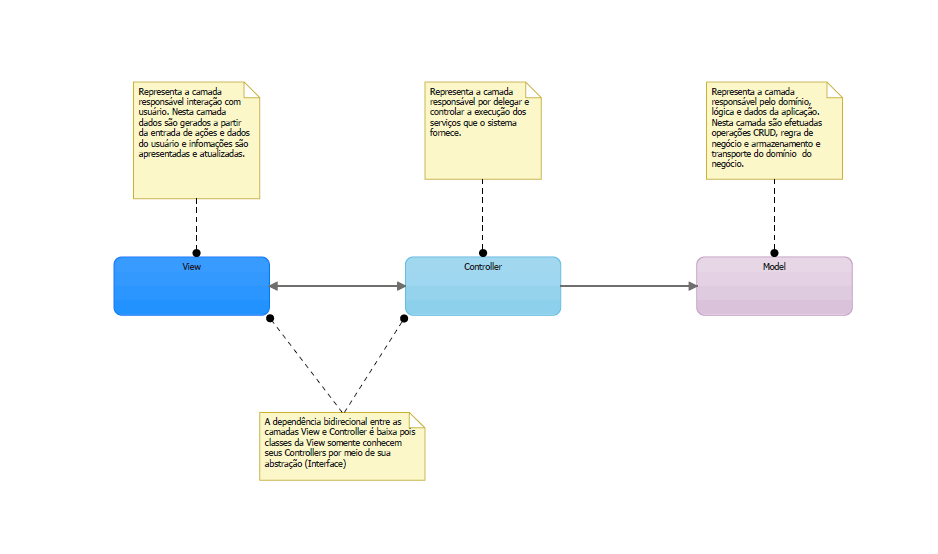 Representa a camada
responsável interação com
usuário. Nesta camada
dados são gerados a partir
da entrada de ações e dados
do usuário e infomações são
apresentadas e atualizadas.
Representa a camada
responsável por delegar e
controlar a execução dos
serviços que o sistema
fornece.
Representa a camada
responsável pelo domínio,
lógica e dados da aplicação.
Nesta camada são efetuadas
operações CRUD, regra de
negócio e armazenamento e
transporte do domínio do
negócio.
View
Controller
Model
A dependência bidirecional entre as
camadas View e Controller é baixa pois
classes da View somente conhecem
seus Controllers por meio de sua
abstração (Interface)